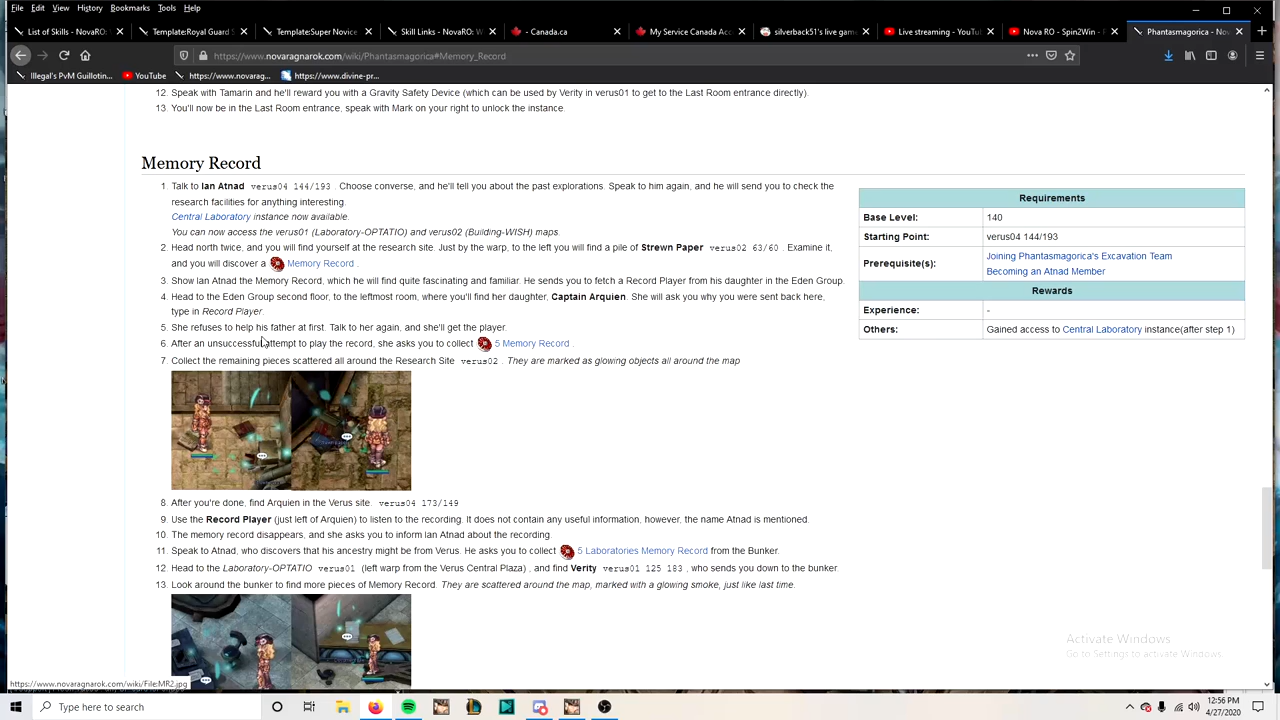 File Edit View History Bookmarks Tools Help
List of Skills - NovaRO: Template:Royal Guard Template:Super Novice Skill Links - NovaRO: W - Canada.ca My Service Canada Acc silverback51's live gam Live streaming - YouTu Nova RO - Spin2Win - R Phantasmagorica - Nov
https://www.novaragnarok.com/wiki/Phantasmagorica#Memory_Record
Illegal's PvM Guillotin... YouTube https://www.novarag... https://www.divine-pr...
12. Speak with Tamarin and he'll reward you with a Gravity Safety Device (which can be used by Verity in verus01 to get to the Last Room entrance directly).
13. You'll now be in the Last Room entrance, speak with Mark on your right to unlock the instance.
Memory Record
1. Talk to Ian Atnad verus04 144/193 . Choose converse, and he'll tell you about the past explorations. Speak to him again, and he will send you to check the
research facilities for anything interesting.
Central Laboratory instance now available.
You can now access the verus01 (Laboratory-OPTATIO) and verus02 (Building-WISH) maps.
2. Head north twice, and you will find yourself at the research site. Just by the warp, to the left you will find a pile of Strewn Paper verus02 63/60 . Examine it,
and you will discover a Memory Record .
3. Show Ian Atnad the Memory Record, which he will find quite fascinating and familiar. He sends you to fetch a Record Player from his daughter in the Eden Group.
4. Head to the Eden Group second floor, to the leftmost room, where you'll find her daughter, Captain Arquien. She will ask you why you were sent back here,
type in Record Player.
5. She refuses to help his father at first. Talk to her again, and she'll get the player.
6. After an unsuccessful attempt to play the record, she asks you to collect 5 Memory Record .
7. Collect the remaining pieces scattered all around the Research Site verus02 . They are marked as glowing objects all around the map
8. After you're done, find Arquien in the Verus site. verus04 173/149
9. Use the Record Player (just left of Arquien) to listen to the recording. It does not contain any useful information, however, the name Atnad is mentioned.
10. The memory record disappears, and she asks you to inform Ian Atnad about the recording.
11. Speak to Atnad, who discovers that his ancestry might be from Verus. He asks you to collect 5 Laboratories Memory Record from the Bunker.
12. Head to the Laboratory-OPTATIO verus01 (left warp from the Verus Central Plaza) , and find Verity verus01 125 183 , who sends you down to the bunker.
13. Look around the bunker to find more pieces of Memory Record. They are scattered around the map, marked with a glowing smoke, just like last time.
Requirements
Base Level: 140
Starting Point: verus04 144/193
Prerequisite(s): Joining Phantasmagorica's Excavation Team
Becoming an Atnad Member
Rewards
Experience: -
Others: Gained access to Central Laboratory instance(after step 1)
Activate Windows
Go to Settings to activate Windows.
https://www.novaragnarok.com/wiki/File:MR2.jpg
Type here to search
12:56 PM
4/27/2020